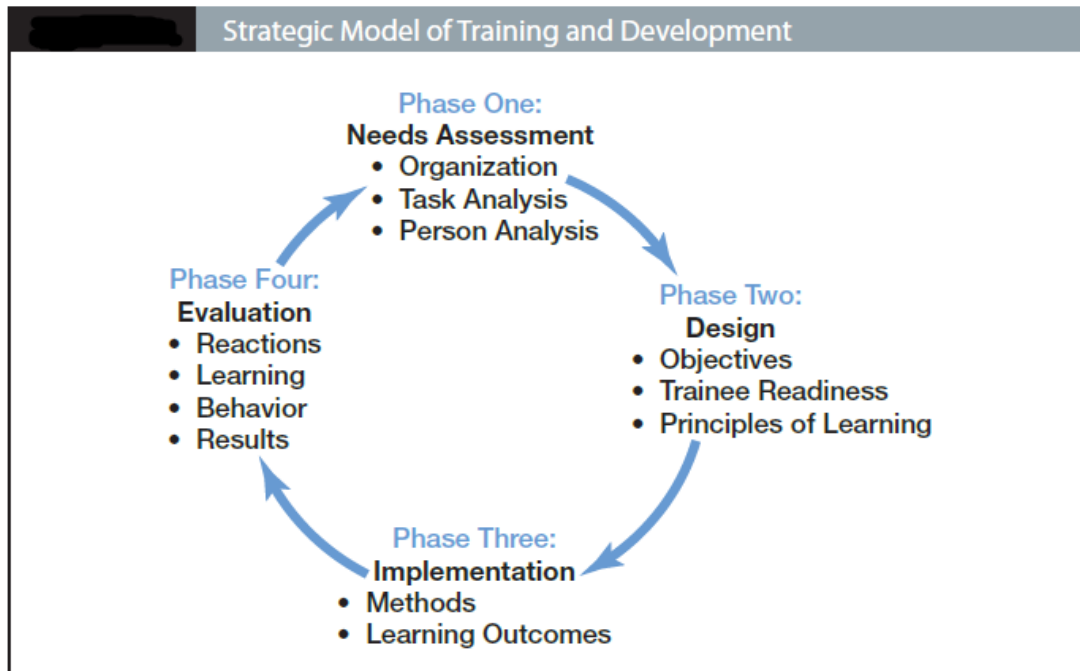 Strategic Model of Training and Development
Phase One:
Needs Assessment
• Organization
• Task Analysis
• Person Analysis
Phase Two:
Design
• Objectives
• Trainee Readiness
• Principles of Learning
Phase Three:
Implementation
• Methods
• Learning Outcomes
Phase Four:
Evaluation
• Reactions
• Learning
• Behavior
• Results